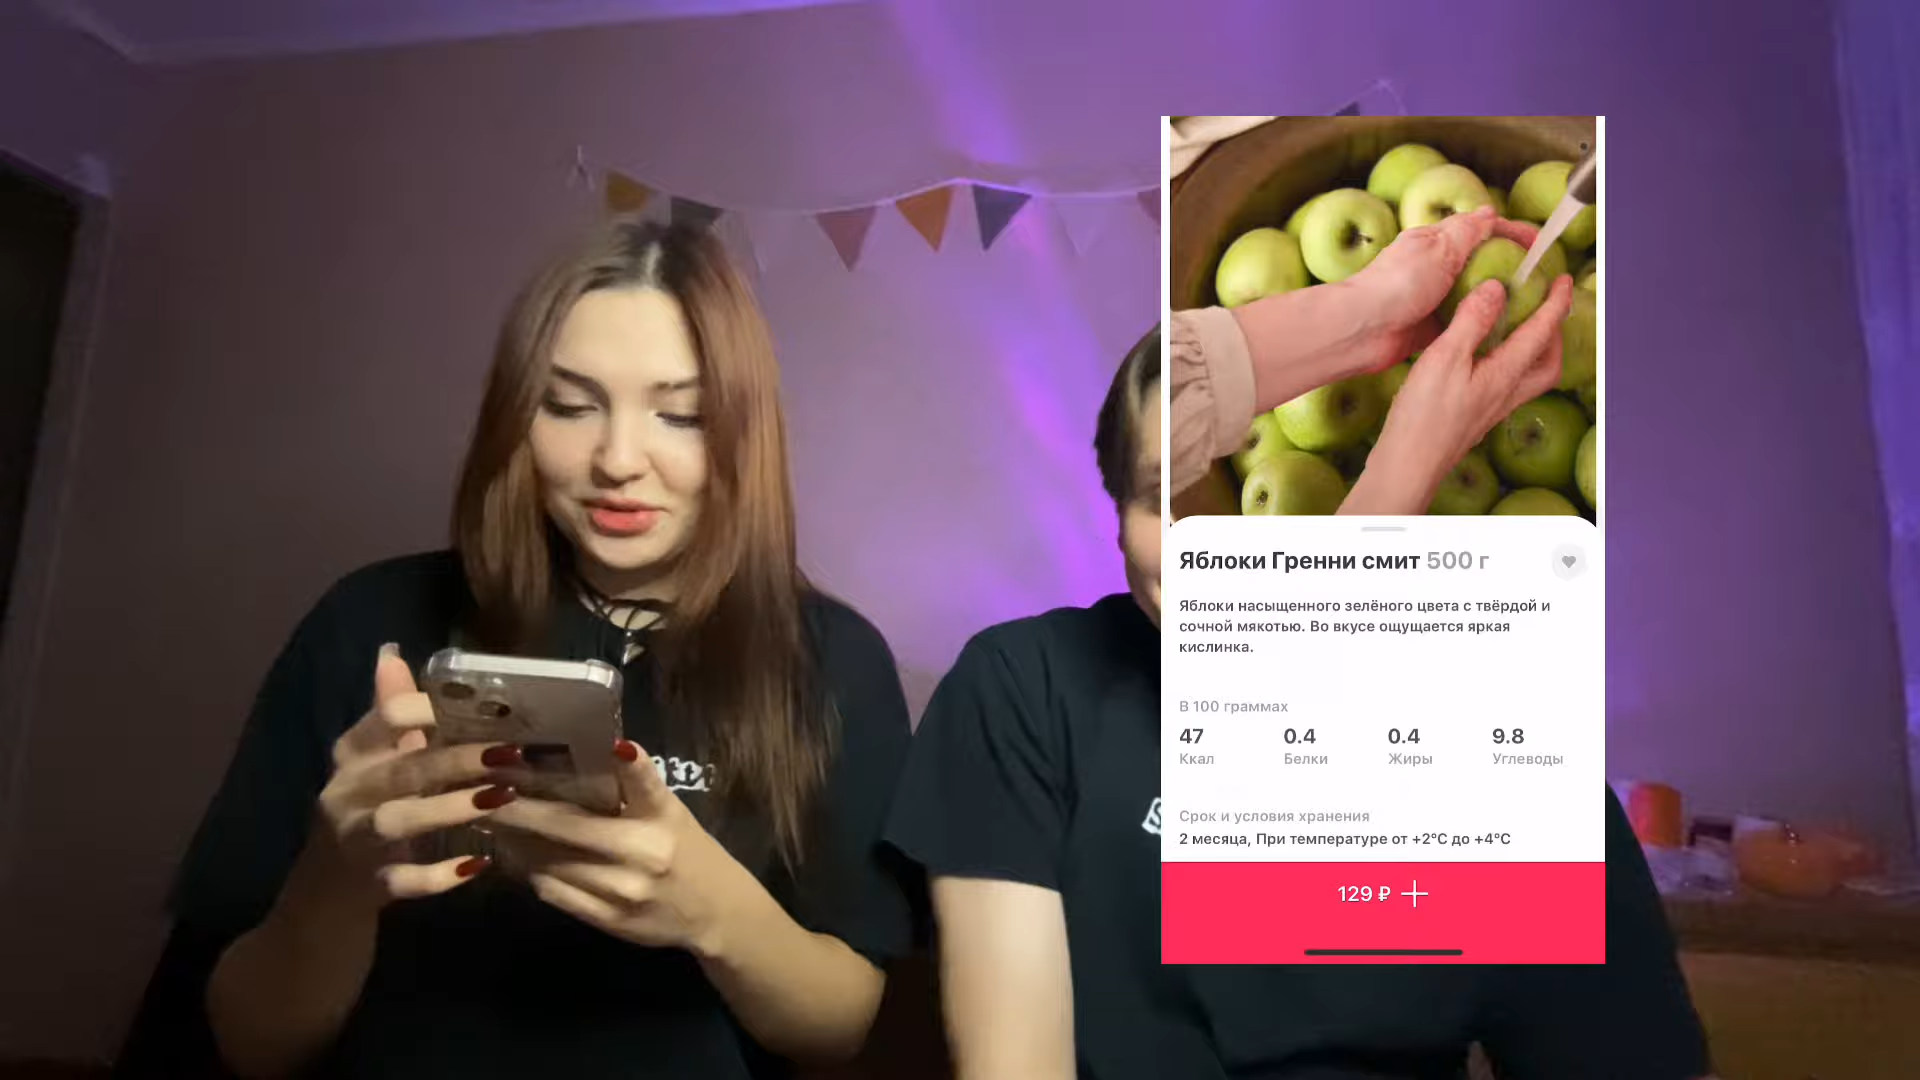 Яблоки Гренни смит 500 г
Яблоки насыщенного зелёного цвета с твёрдой и
сочной мякотью. Во вкусе ощущается яркая
кислинка.
В 100 граммах
47 0.4 0.4 9.8
Ккал Белки Жиры Углеводы
Срок и условия хранения
2 месяца, При температуре от +2°C до +4°C
129 ₽